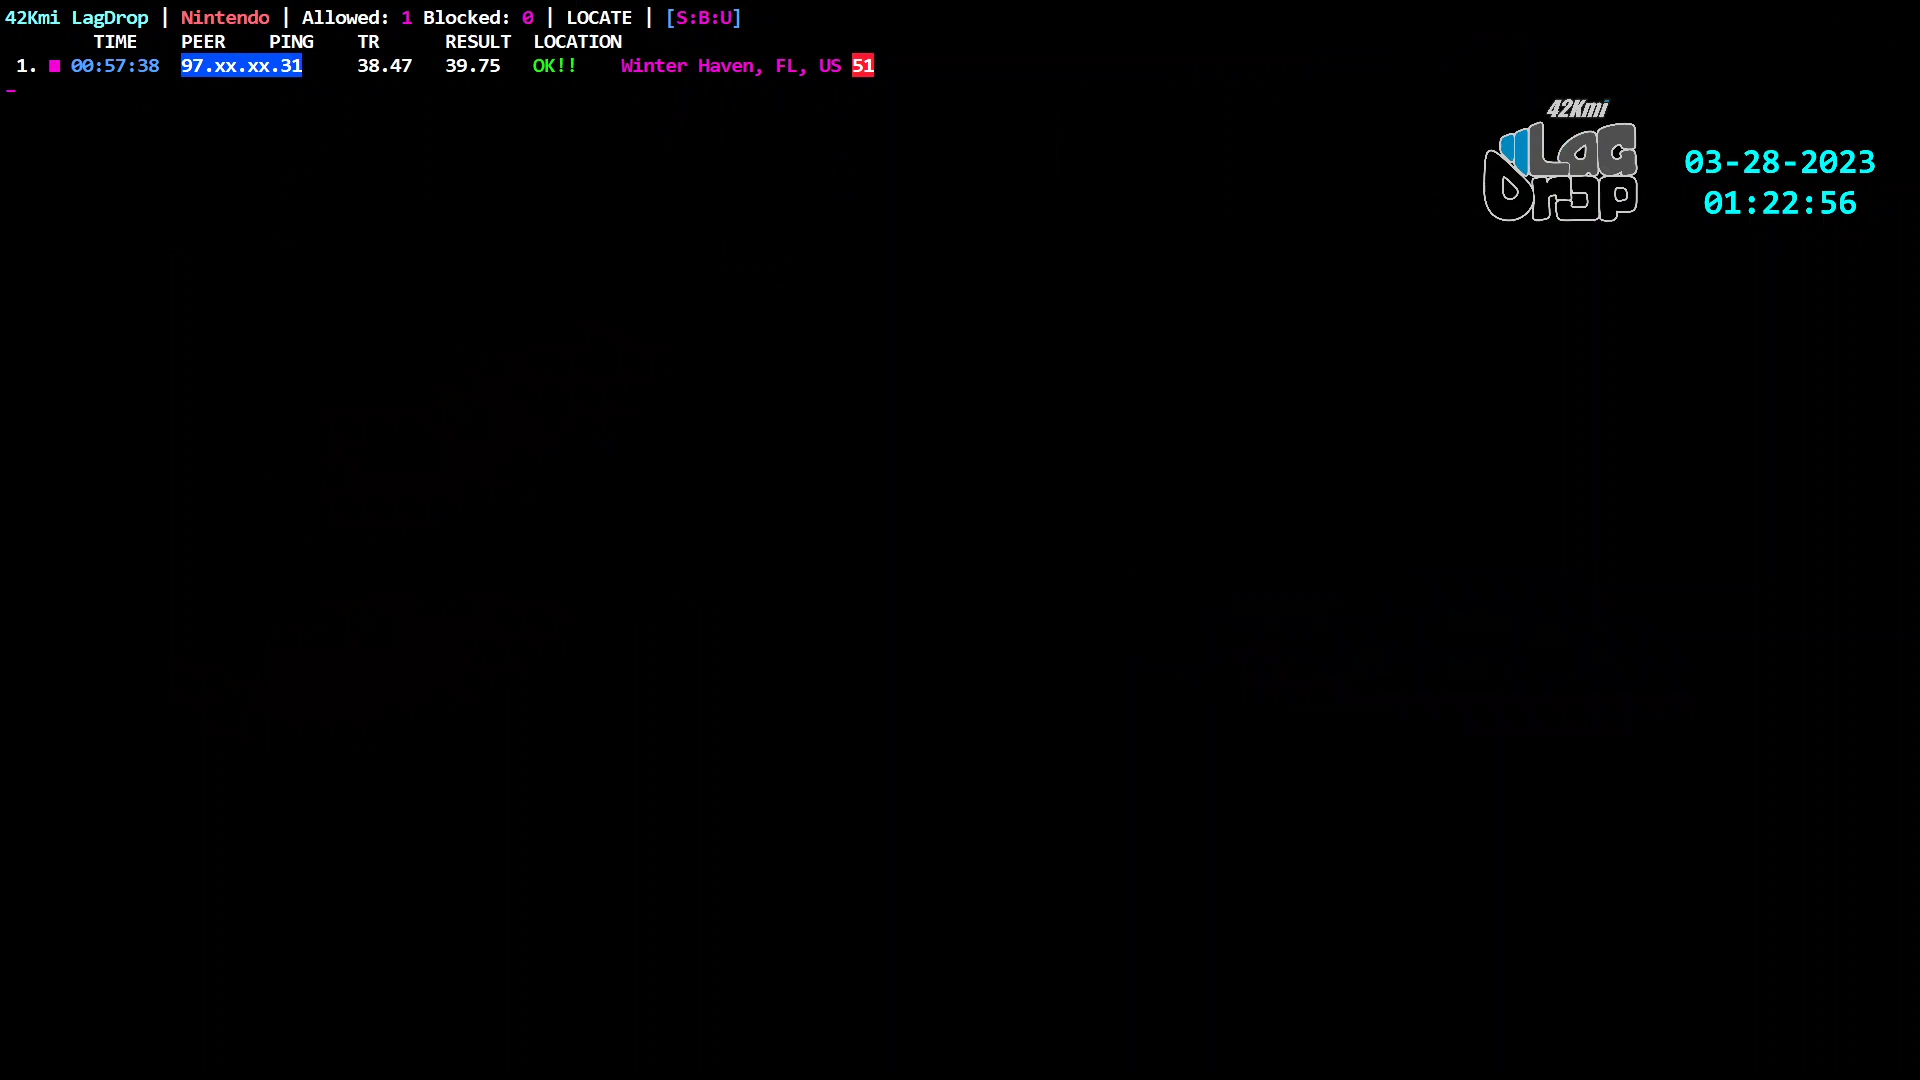 42Kmi LagDrop | Nintendo | Allowed: 1 Blocked: 0 | LOCATE | [S:B:U]
TIME PEER PING TR RESULT LOCATION
1. 00:57:38 97.xx.xx.31 38.47 39.75 OK!! Winter Haven, FL, US 51
42Kmi
LaG
Drop
03-28-2023
01:22:56